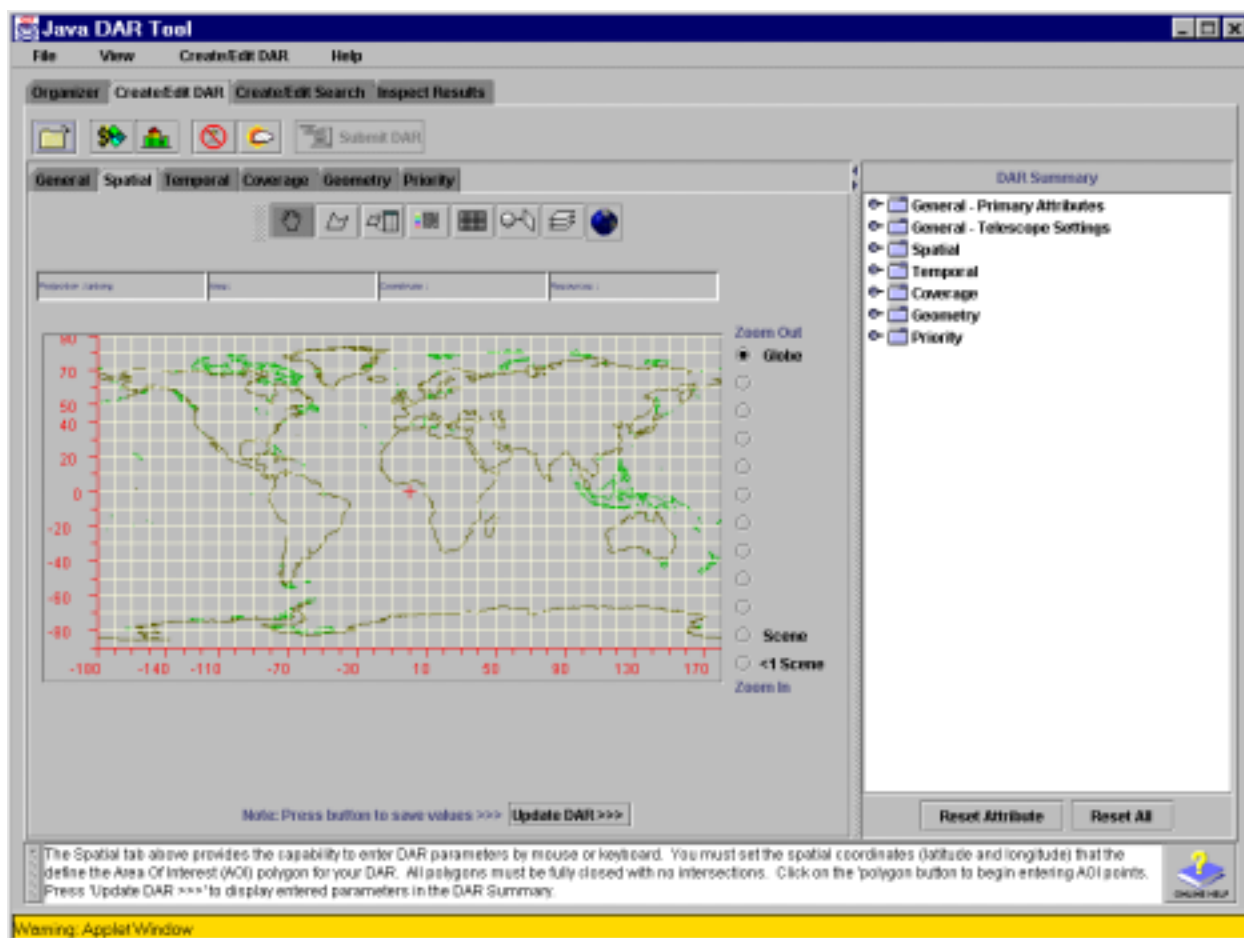 Java DAR Tool
File View Create/Edit DAR Help
Organizer Create/Edit DAR Create/Edit Search Inspect Results
Submit DAR
General Spatial Temporal Coverage Geometry Priority
DAR Summary
General - Primary Attributes
General - Telescope Settings
Spatial
Temporal
Coverage
Geometry
Priority
Zoom Out
Globe
Scene
<1 Scene
Zoom In
90
70
50
40
20
0
-20
-40
-60
-80
-180 -140 -110 -70 -30 10 50 90 130 170
Note: Press button to save values >>> Update DAR >>>
Reset Attribute Reset All
The Spatial tab above provides the capability to enter DAR parameters by mouse or keyboard. You must set the spatial coordinates (latitude and longitude) that the
define the Area Of Interest (AOI) polygon for your DAR. All polygons must be fully closed with no intersections. Click on the 'polygon button to begin entering AOI points.
Press 'Update DAR >>>' to display entered parameters in the DAR Summary.
ONLINE HELP
Warning: Applet Window